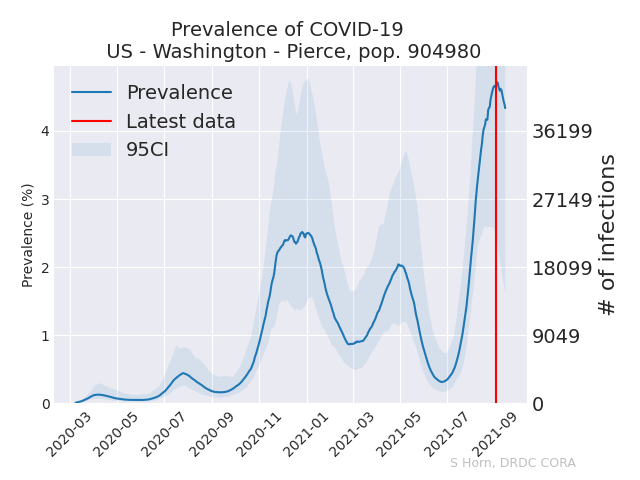 Prevalence of COVID-19
US - Washington - Pierce, pop. 904980
Prevalence
Latest data
95CI
Prevalence (%)
4
3
2
1
0
36199
27149
18099
9049
0
# of infections
2020-03
2020-05
2020-07
2020-09
2020-11
2021-01
2021-03
2021-05
2021-07
2021-09
S Horn, DRDC CORA